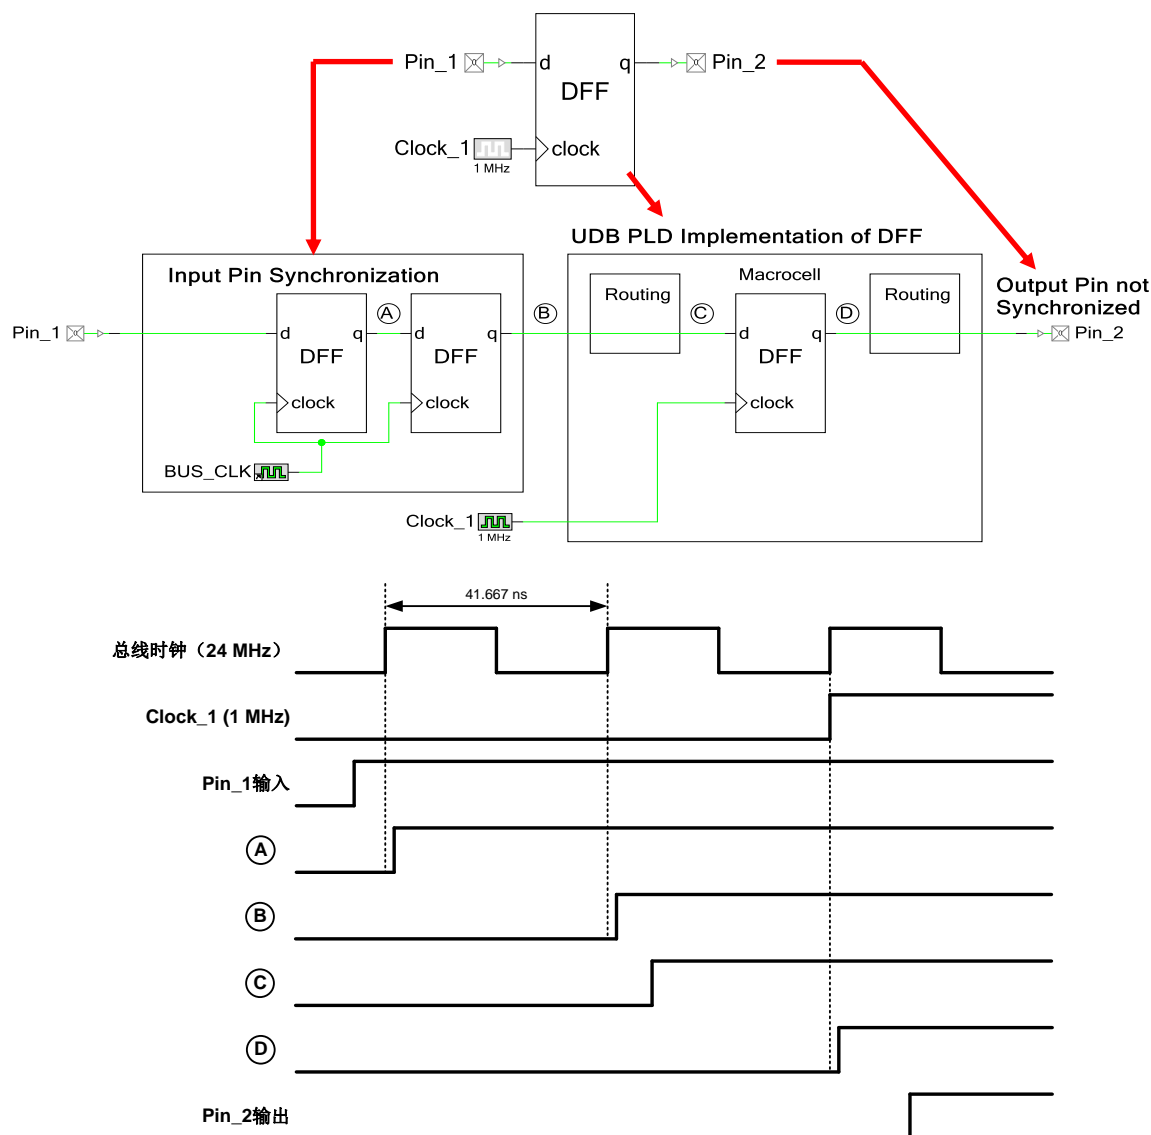 Pin_1
d
q
Pin_2
DFF
Clock_1
clock
1 MHz
UDB PLD Implementation of DFF
Input Pin Synchronization
Macrocell
Output Pin not
Synchronized
Routing
Routing
Pin_1
d
q
A
d
q
B
C
d
q
D
Pin_2
DFF
DFF
DFF
clock
clock
clock
BUS_CLK
Clock_1
1 MHz
41.667 ns
总线时钟（24 MHz）
Clock_1 (1 MHz)
Pin_1输入
A
B
C
D
Pin_2输出